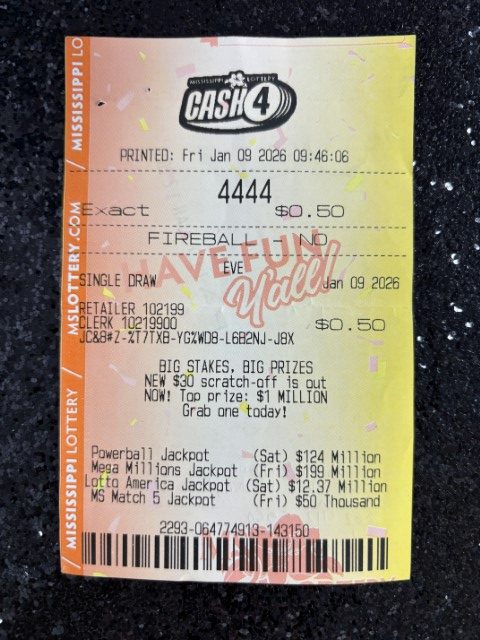 MISSISSIPPI LOTTERY
CASH 4
PRINTED: Fri Jan 09 2026 09:46:06
4444
Exact $0.50
FIREBALL - NO
HAVE FUN
Y'all!
EVE
SINGLE DRAW Jan 09 2026
RETAILER 102199
CLERK 10219900 $0.50
JC&8#Z-%T7TXB-YG%WD8-L6B2NJ-J8X
BIG STAKES, BIG PRIZES
NEW $30 scratch-off is out
NOW! Top prize: $1 MILLION
Grab one today!
Powerball Jackpot (Sat) $124 Million
Mega Millions Jackpot (Fri) $199 Million
Lotto America Jackpot (Sat) $12.37 Million
MS Match 5 Jackpot (Fri) $50 Thousand
2293-064774913-143150
MISSISSIPPI LOTTERY / MSLOTTERY.COM / MISSISSIPPI LO